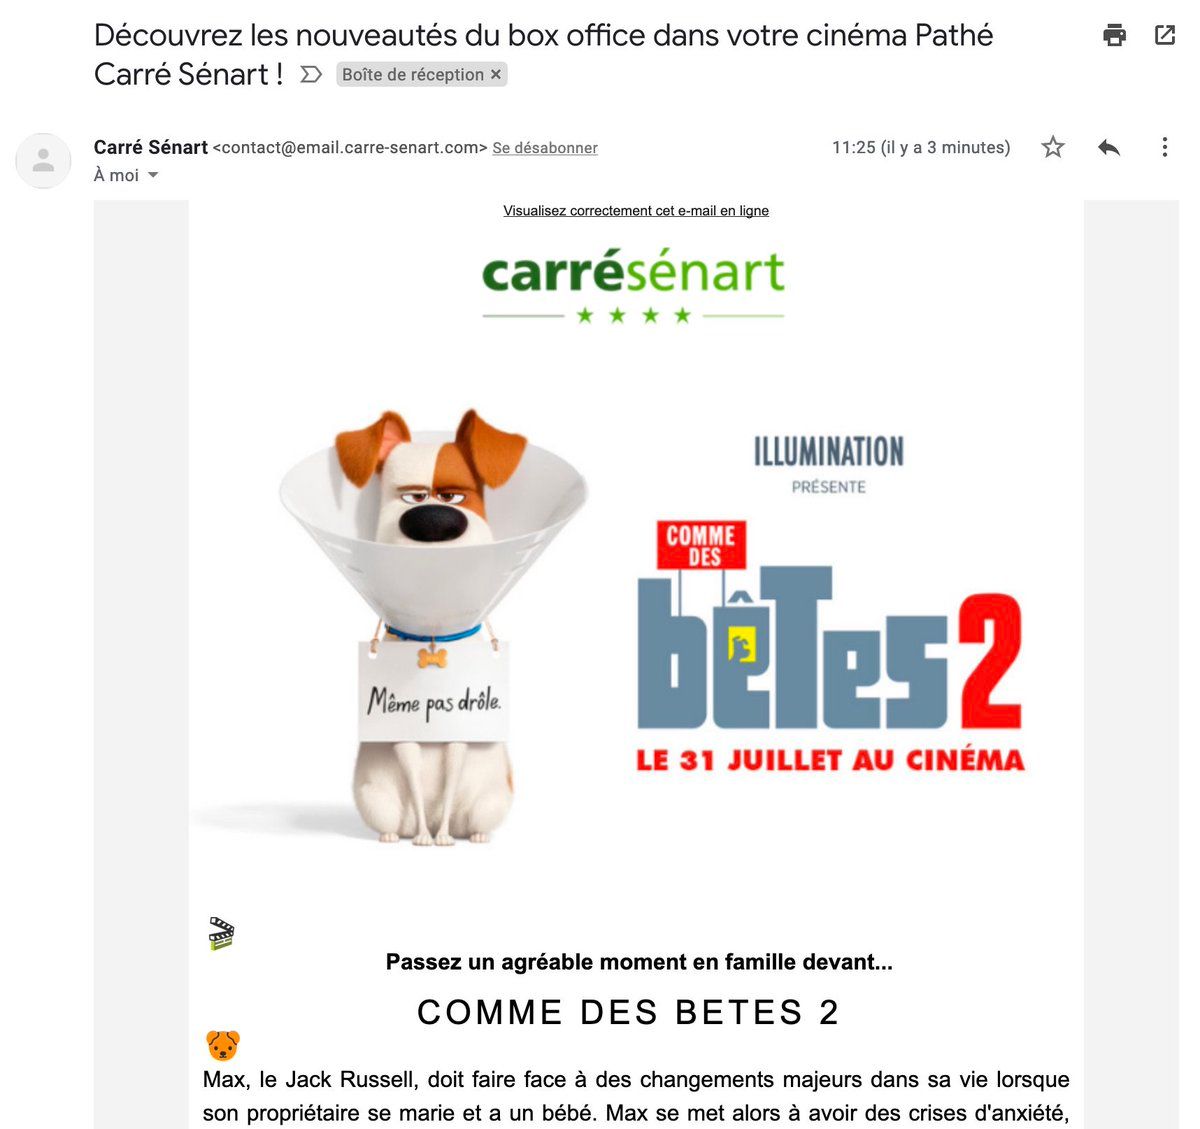 Découvrez les nouveautés du box office dans votre cinéma Pathé
Carré Sénart !
Boîte de réception ×
Carré Sénart <contact@email.carre-senart.com> Se désabonner
11:25 (il y a 3 minutes)
À moi
Visualisez correctement cet e-mail en ligne
carrésénart
ILLUMINATION
PRÉSENTE
COMME
DES
bêTes 2
LE 31 JUILLET AU CINÉMA
Même pas drôle.
Passez un agréable moment en famille devant...
COMME DES BETES 2
Max, le Jack Russell, doit faire face à des changements majeurs dans sa vie lorsque
son propriétaire se marie et a un bébé. Max se met alors à avoir des crises d'anxiété,